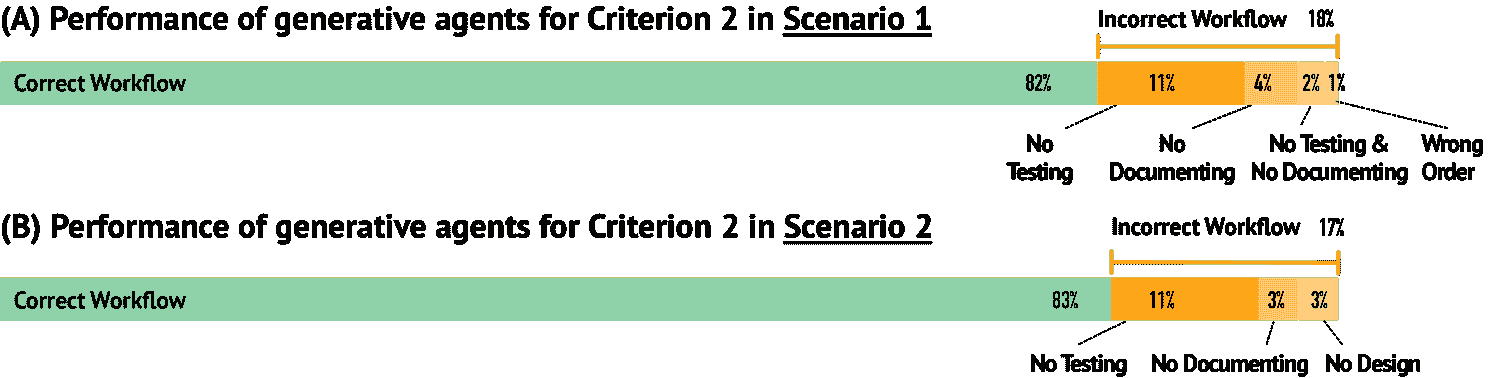 (A) Performance of generative agents for Criterion 2 in Scenario 1
Incorrect Workflow 18%
Correct Workflow 82% 11% 4% 2% 1%
No Testing
No Documenting
No Testing & No Documenting
Wrong Order
(B) Performance of generative agents for Criterion 2 in Scenario 2
Incorrect Workflow 17%
Correct Workflow 83% 11% 3% 3%
No Testing No Documenting No Design